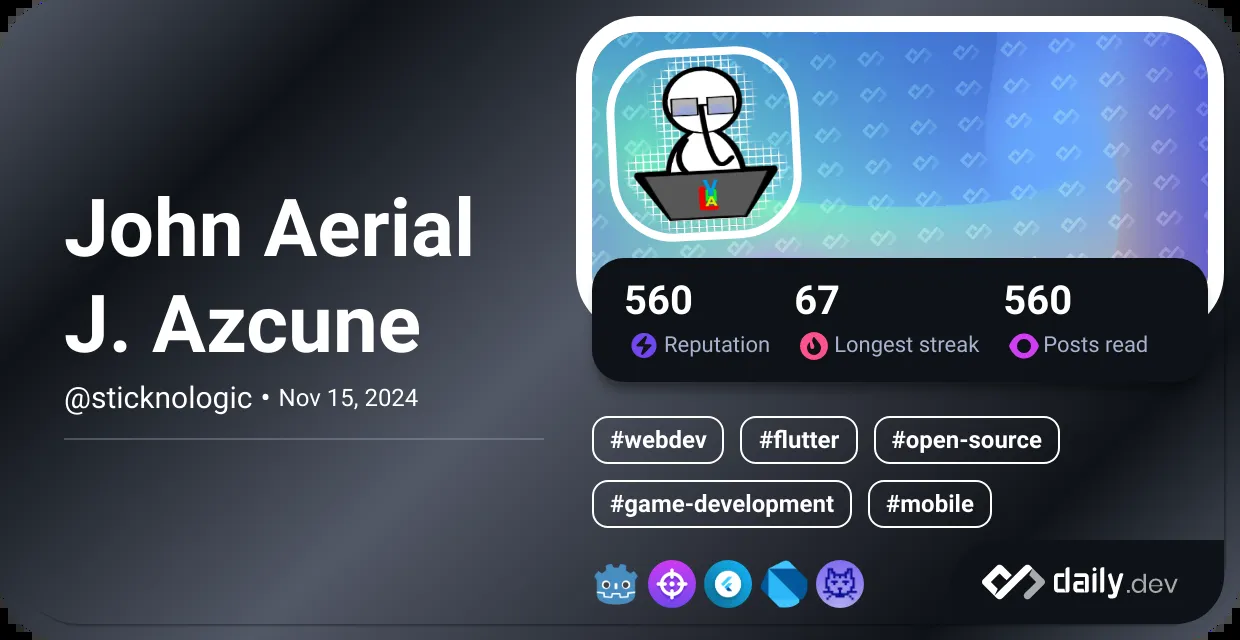 John Aerial
J. Azcune
@sticknologic • Nov 15, 2024
VLA
560 67 560
Reputation Longest streak Posts read
#webdev #flutter #open-source
#game-development #mobile
daily.dev